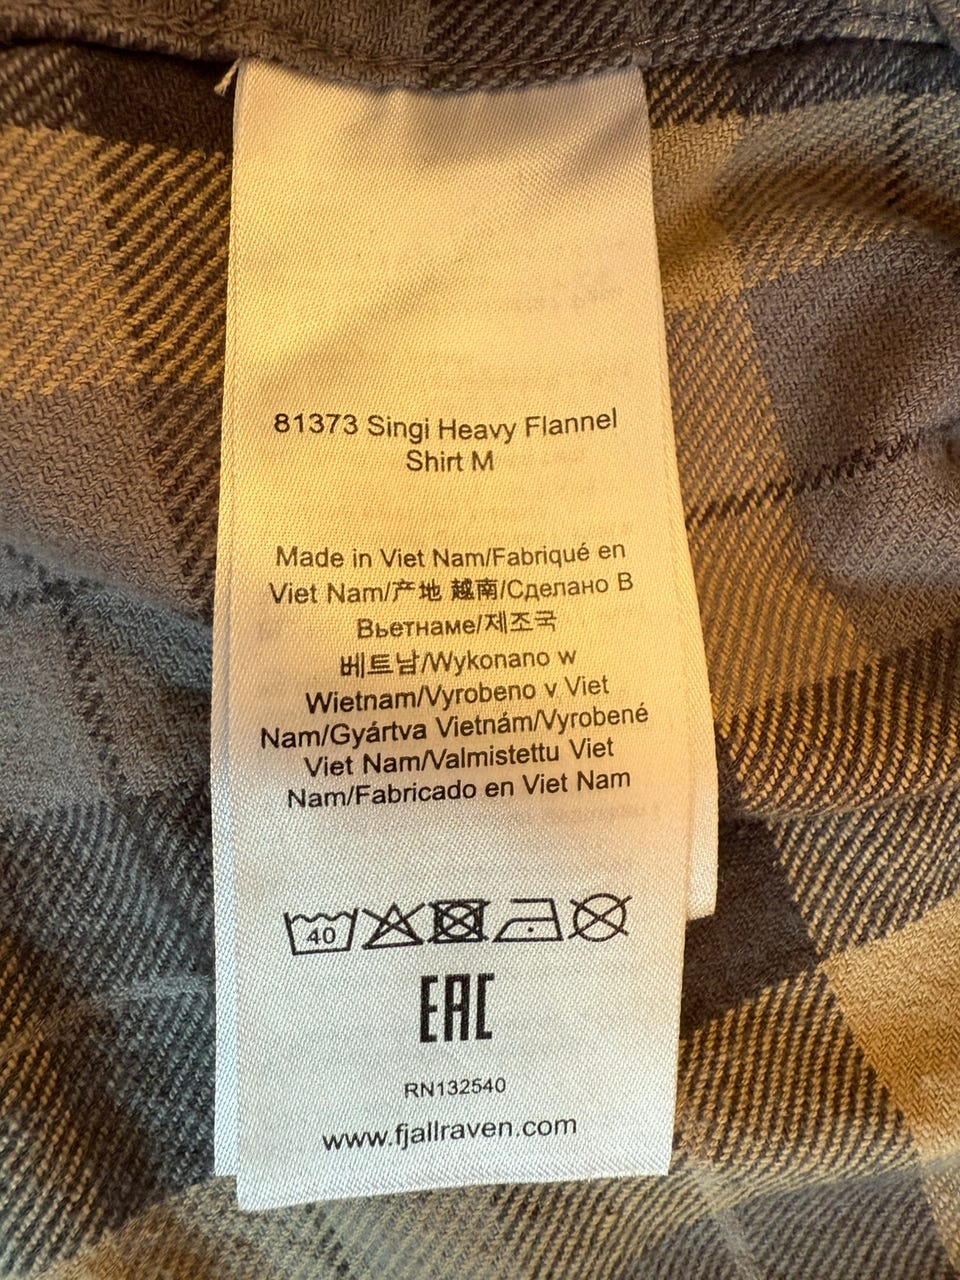 81373 Singi Heavy Flannel
Shirt M
Made in Viet Nam/Fabriqué en
Viet Nam/产地 越南/Сделано В
Вьетнаме/제조국
베트남/Wykonano w
Wietnam/Vyrobeno v Viet
Nam/Gyártva Vietnám/Vyrobené
Viet Nam/Valmistettu Viet
Nam/Fabricado en Viet Nam
40
EAC
RN132540
www.fjallraven.com